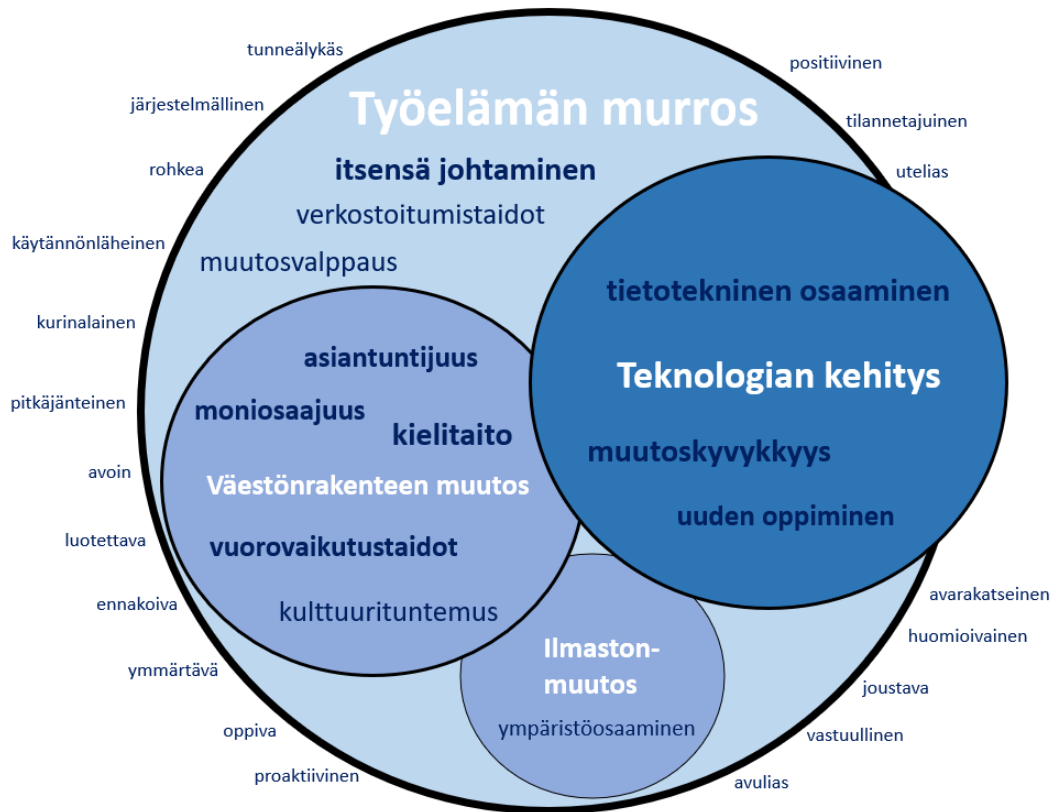 tunneälykäs
järjestelmällinen
rohkea
käytännönläheinen
kurinalainen
pitkäjänteinen
avoin
luotettava
ennakoiva
ymmärtävä
oppiva
proaktiivinen
Työelämän murros
itsensä johtaminen
verkostoitumistaidot
muutosvalppaus
asiantuntijuus
moniosaajuus
kielitaito
Väestönrakenteen muutos
vuorovaikutustaidot
kulttuurituntemus
Ilmaston-
muutos
ympäristöosaaminen
tietotekninen osaaminen
Teknologian kehitys
muutoskyvykkyys
uuden oppiminen
positiivinen
tilannetajuinen
utelias
avarakatseinen
huomioivainen
joustava
vastuullinen
avulias